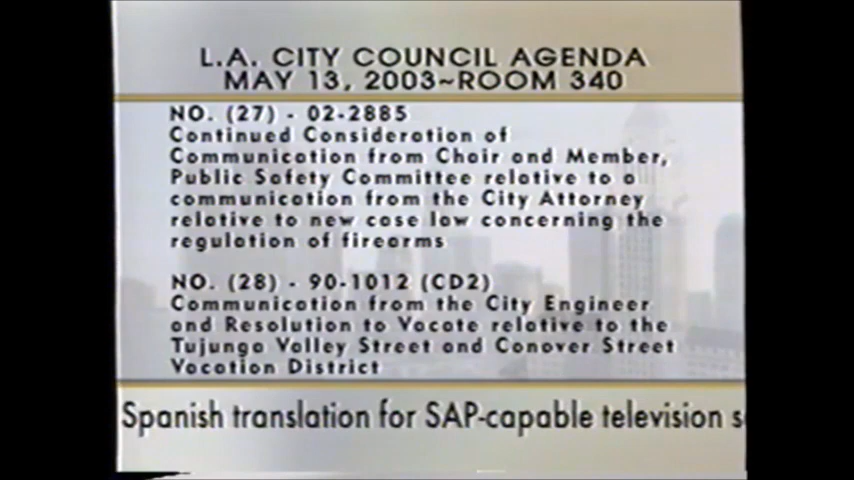 L.A. CITY COUNCIL AGENDA
MAY 13, 2003~ROOM 340
NO. (27) - 02-2885
Continued Consideration of
Communication from Chair and Member,
Public Safety Committee relative to a
communication from the City Attorney
relative to new case law concerning the
regulation of firearms
NO. (28) - 90-1012 (CD2)
Communication from the City Engineer
and Resolution to Vacate relative to the
Tujunga Valley Street and Conover Street
Vacation District
Spanish translation for SAP-capable television s